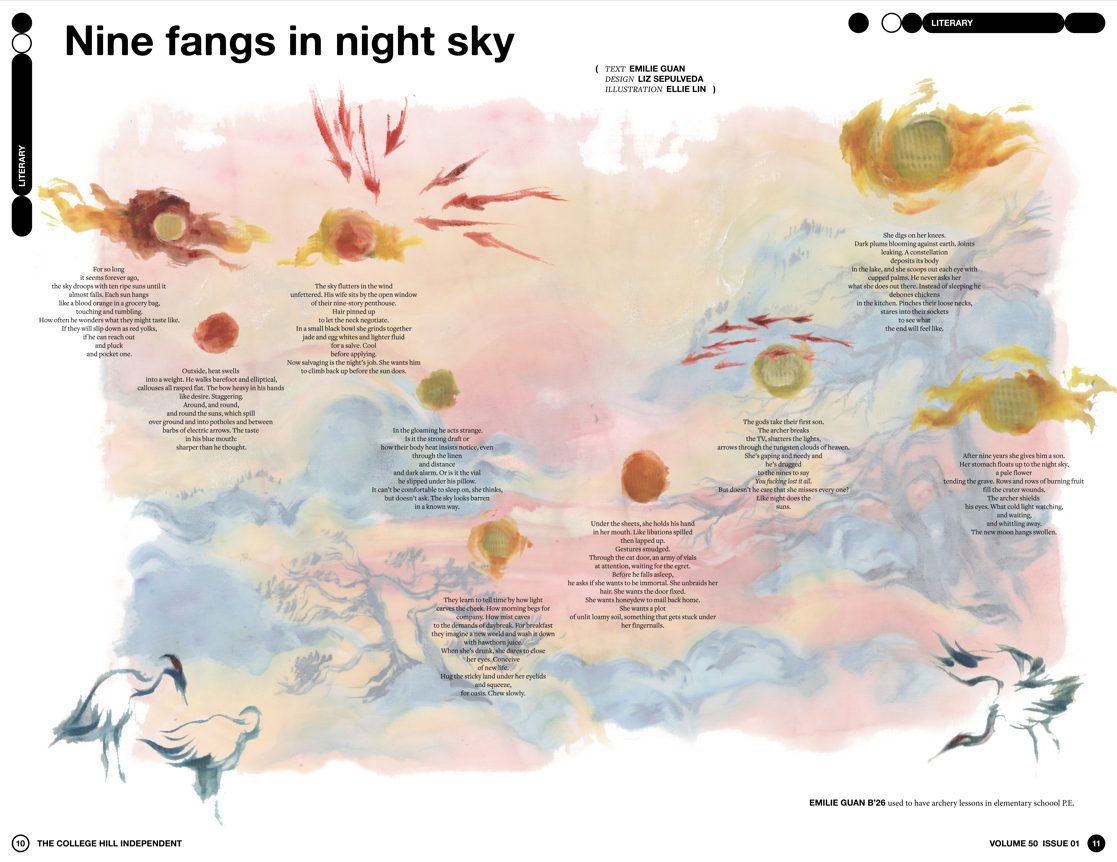 LITERARY
Nine fangs in night sky
( TEXT EMILIE GUAN
DESIGN LIZ SEPULVEDA
ILLUSTRATION ELLIE LIN )
LITERARY
For so long
it seems forever ago,
the sky droops with ten ripe suns until it
almost falls. Each sun hangs
like a blood orange in a grocery bag,
touching and tumbling.
How often he wonders what they might taste like.
If they will slip down as red yolks,
if he can reach out
and pluck
and pocket one.
Outside, heat swells
into a weight. He walks barefoot and elliptical,
callouses all rasped flat. The bow heavy in his hands
like desire. Staggering.
Around, and round,
and round the suns, which spill
over ground and into potholes and between
barbs of electric arrows. The taste
in his blue mouth:
sharper than he thought.
The sky flutters in the wind
unfettered. His wife sits by the open window
of their nine-story penthouse.
Hair pinned up
to let the neck negotiate.
In a small black bowl she grinds together
jade and egg whites and lighter fluid
for a salve. Cool
before applying.
Now salvaging is the night's job. She wants him
to climb back up before the sun does.
In the gloaming he acts strange.
Is it the strong draft or
how their body heat insists notice, even
through the linen
and distance
and dark alarm. Or is it the vial
he slipped under his pillow.
It can't be comfortable to sleep on, she thinks,
but doesn't ask. The sky looks barren
in a known way.
They learn to tell time by how light
carves the cheek. How morning begs for
company. How mist caves
to the demands of daybreak. For breakfast
they imagine a new world and wash it down
with hawthorn juice.
When she's drunk, she dares to close
her eyes. Conceive
of new life.
Hug the sticky land under her eyelids
and squeeze,
for oasis. Chew slowly.
Under the sheets, she holds his hand
in her mouth. Like libations spilled
then lapped up.
Gestures smudged.
Through the cat door, an army of vials
at attention, waiting for the egret.
Before he falls asleep,
he asks if she wants to be immortal. She unbraids her
hair. She wants the door fixed.
She wants honeydew to mail back home.
She wants a plot
of unlit loamy soil, something that gets stuck under
her fingernails.
The gods take their first son.
The archer breaks
the TV, shatters the lights,
arrows through the tungsten clouds of heaven.
She's gaping and needy and
he's drugged
to the nines to say
You fucking lost it all.
But doesn't he care that she misses every one?
Like night does the
suns.
She digs on her knees.
Dark plums blooming against earth. Joints
leaking. A constellation
deposits its body
in the lake, and she scoops out each eye with
cupped palms. He never asks her
what she does out there. Instead of sleeping he
debones chickens
in the kitchen. Pinches their loose necks,
stares into their sockets
to see what
the end will feel like.
After nine years she gives him a son.
Her stomach floats up to the night sky,
a pale flower
tending the grave. Rows and rows of burning fruit
fill the crater wounds.
The archer shields
his eyes. What cold light watching,
and waiting,
and whittling away.
The new moon hangs swollen.
EMILIE GUAN B'26 used to have archery lessons in elementary schoool P.E.
10 THE COLLEGE HILL INDEPENDENT
VOLUME 50 ISSUE 01 11